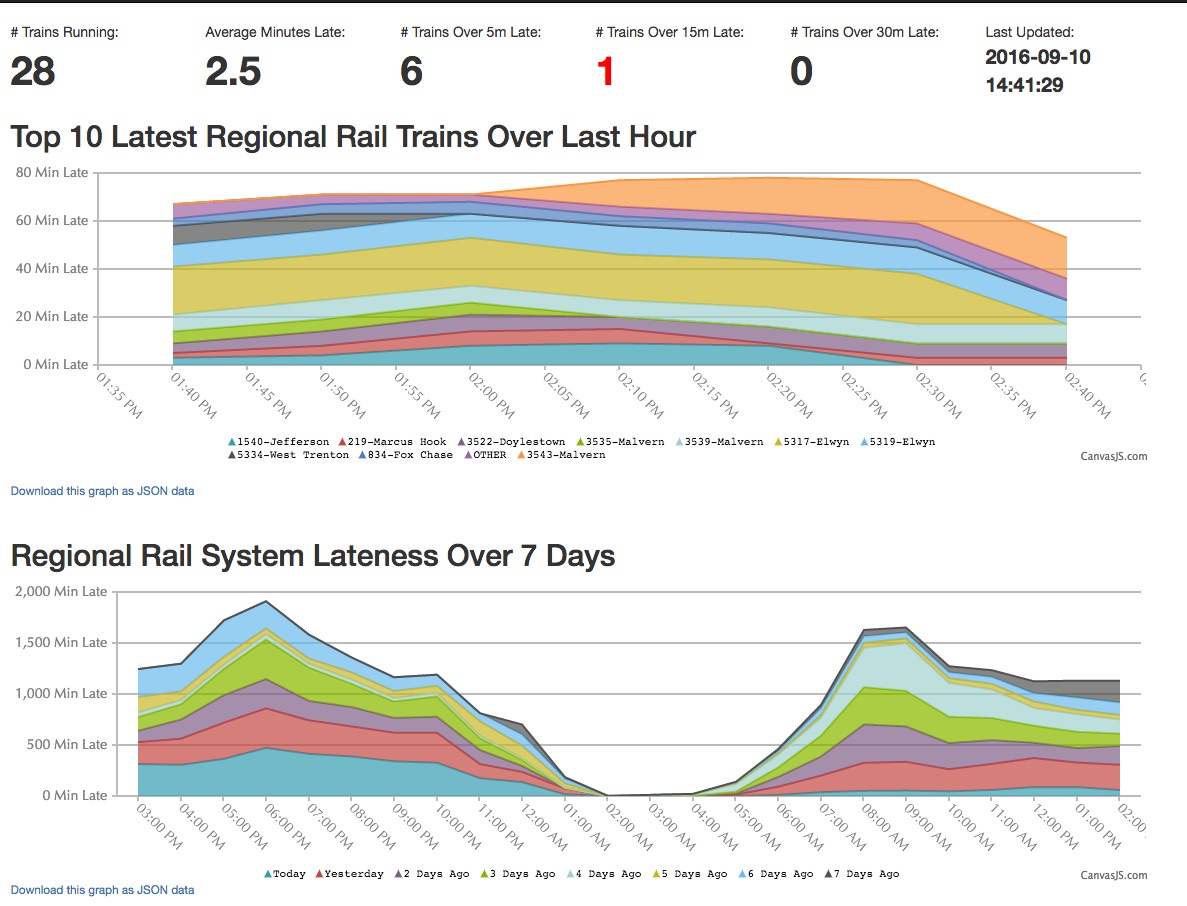 # Trains Running: Average Minutes Late: # Trains Over 5m Late: # Trains Over 15m Late: # Trains Over 30m Late: Last Updated:
28 2.5 6 1 0 2016-09-10
14:41:29
Top 10 Latest Regional Rail Trains Over Last Hour
80 Min Late
60 Min Late
40 Min Late
20 Min Late
0 Min Late
01:35 PM 01:40 PM 01:45 PM 01:50 PM 01:55 PM 02:00 PM 02:05 PM 02:10 PM 02:15 PM 02:20 PM 02:25 PM 02:30 PM 02:35 PM 02:40 PM
1540-Jefferson 219-Marcus Hook 3522-Doylestown 3535-Malvern 3539-Malvern 5317-Elwyn 5319-Elwyn
5334-West Trenton 834-Fox Chase OTHER 3543-Malvern
CanvasJS.com
Download this graph as JSON data
Regional Rail System Lateness Over 7 Days
2,000 Min Late
1,500 Min Late
1,000 Min Late
500 Min Late
0 Min Late
03:00 PM 04:00 PM 05:00 PM 06:00 PM 07:00 PM 08:00 PM 09:00 PM 10:00 PM 11:00 PM 12:00 AM 01:00 AM 02:00 AM 03:00 AM 04:00 AM 05:00 AM 06:00 AM 07:00 AM 08:00 AM 09:00 AM 10:00 AM 11:00 AM 12:00 PM 01:00 PM 02:00
Today Yesterday 2 Days Ago 3 Days Ago 4 Days Ago 5 Days Ago 6 Days Ago 7 Days Ago
CanvasJS.com
Download this graph as JSON data